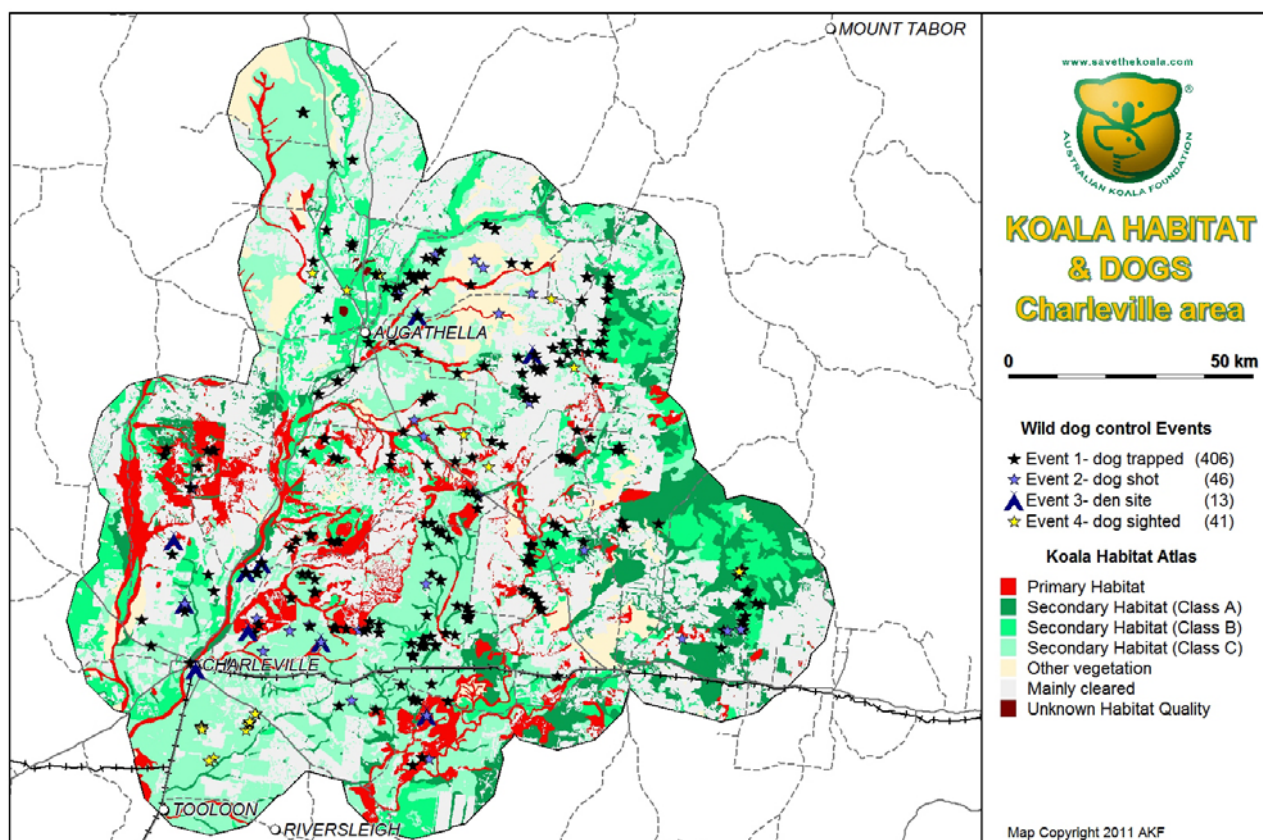 MOUNT TABOR
AUGATHELLA
CHARLEVILLE
TOOLOON
RIVERSLEIGH
www.savethekoala.com
®
AUSTRALIAN KOALA FOUNDATION
KOALA HABITAT
& DOGS
Charleville area
0 50 km
Wild dog control Events
Event 1- dog trapped (406)
Event 2- dog shot (46)
Event 3- den site (13)
Event 4- dog sighted (41)
Koala Habitat Atlas
Primary Habitat
Secondary Habitat (Class A)
Secondary Habitat (Class B)
Secondary Habitat (Class C)
Other vegetation
Mainly cleared
Unknown Habitat Quality
Map Copyright 2011 AKF